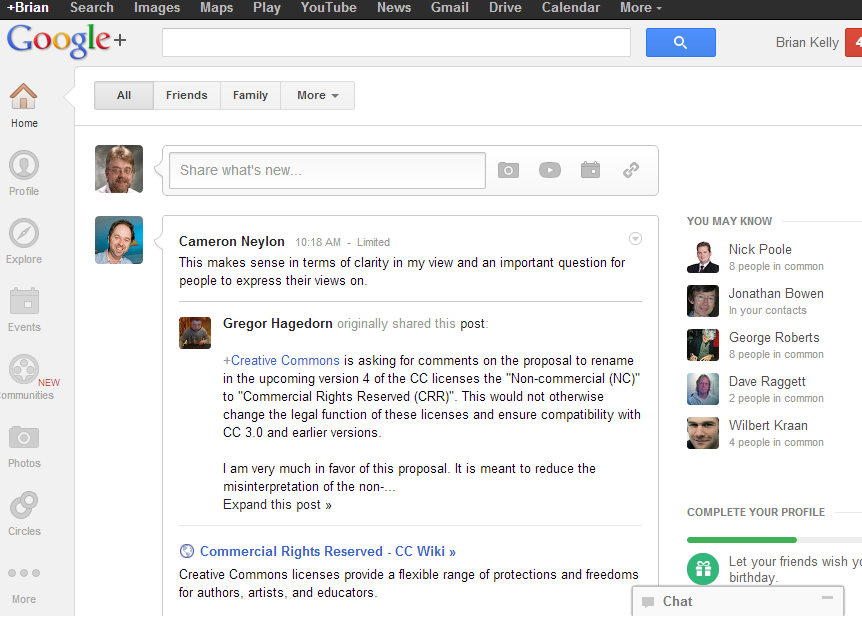 +Brian Search Images Maps Play YouTube News Gmail Drive Calendar More
Google+
Brian Kelly 4
All Friends Family More
Home
Share what's new...
Profile
Cameron Neylon 10:18 AM - Limited
This makes sense in terms of clarity in my view and an important question for
people to express their views on.
Explore
Gregor Hagedorn originally shared this post:
+Creative Commons is asking for comments on the proposal to rename
in the upcoming version 4 of the CC licenses the "Non-commercial (NC)"
to "Commercial Rights Reserved (CRR)". This would not otherwise
change the legal function of these licenses and ensure compatibility with
CC 3.0 and earlier versions.
I am very much in favor of this proposal. It is meant to reduce the
misinterpretation of the non-...
Expand this post »
Events
NEW
ommunities
Photos
Circles
More
Commercial Rights Reserved - CC Wiki »
Creative Commons licenses provide a flexible range of protections and freedoms
for authors, artists, and educators.
YOU MAY KNOW
Nick Poole
8 people in common
Jonathan Bowen
In your contacts
George Roberts
8 people in common
Dave Raggett
2 people in common
Wilbert Kraan
4 people in common
COMPLETE YOUR PROFILE
Let your friends wish yo
birthday.
Chat